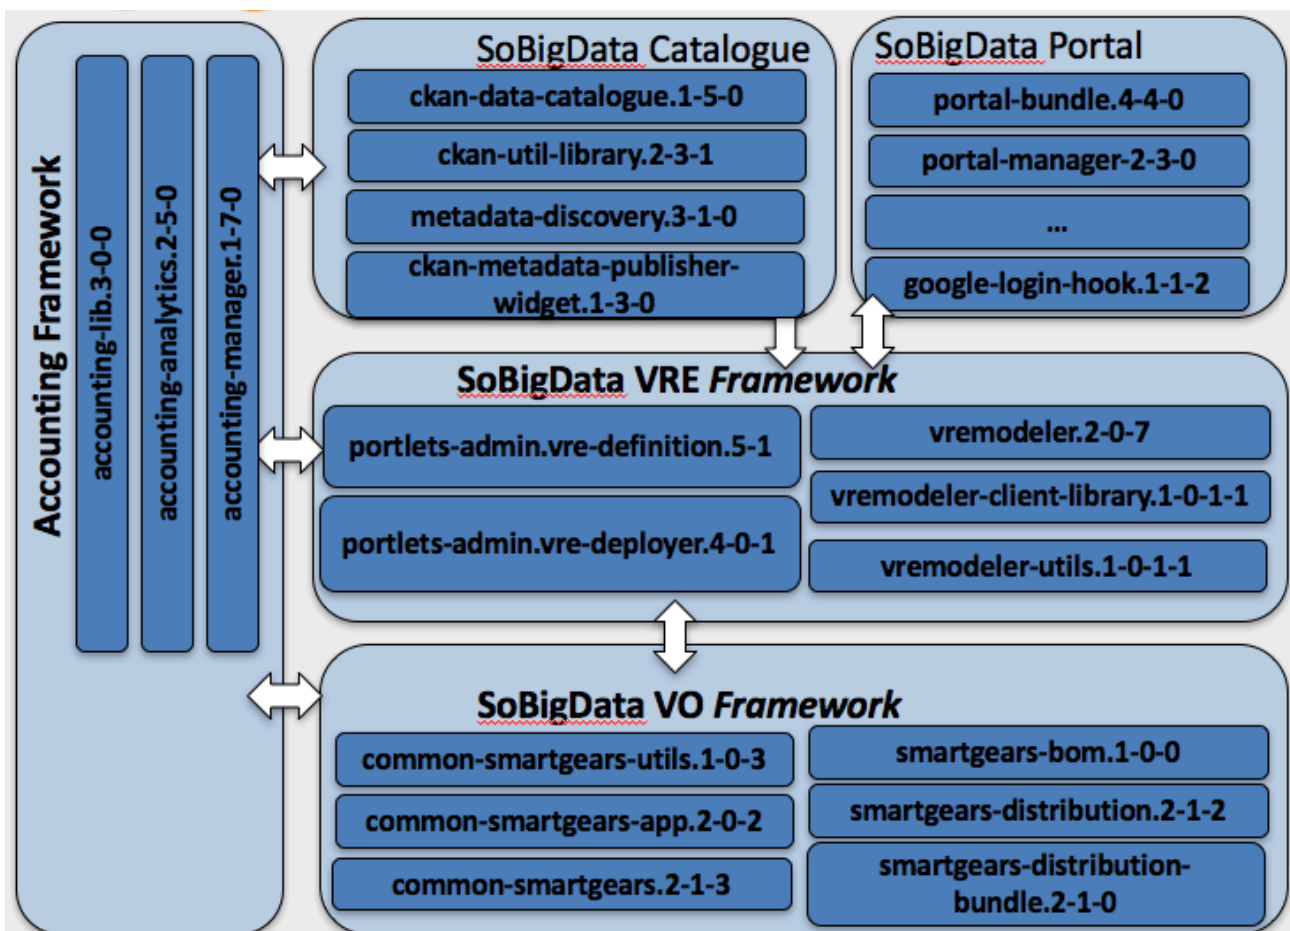 Accounting Framework
accounting-lib.3-0-0
accounting-analytics.2-5-0
accounting-manager.1-7-0
SoBigData Catalogue
ckan-data-catalogue.1-5-0
ckan-util-library.2-3-1
metadata-discovery.3-1-0
ckan-metadata-publisher-
widget.1-3-0
SoBigData Portal
portal-bundle.4-4-0
portal-manager-2-3-0
...
google-login-hook.1-1-2
SoBigData VRE Framework
portlets-admin.vre-definition.5-1
portlets-admin.vre-deployer.4-0-1
vremodeler.2-0-7
vremodeler-client-library.1-0-1-1
vremodeler-utils.1-0-1-1
SoBigData VO Framework
common-smartgears-utils.1-0-3
common-smartgears-app.2-0-2
common-smartgears.2-1-3
smartgears-bom.1-0-0
smartgears-distribution.2-1-2
smartgears-distribution-
bundle.2-1-0